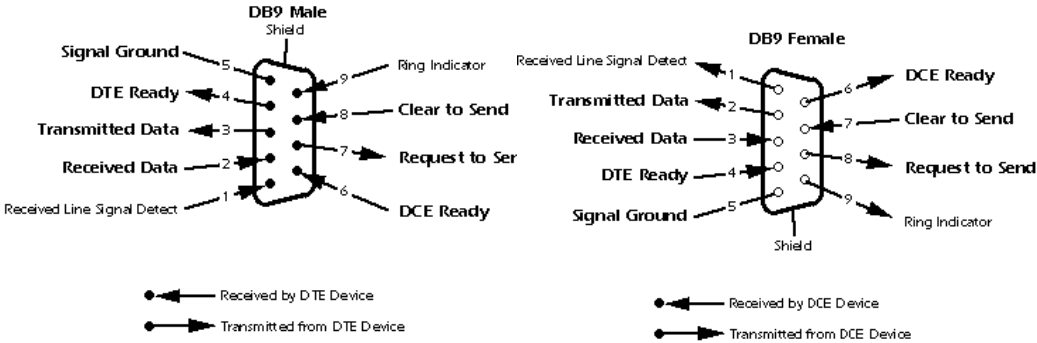 DB9 Male
Shield
Signal Ground
5
9
Ring Indicator
DTE Ready
4
8
Clear to Send
Transmitted Data
3
7
Request to Ser
Received Data
2
6
DCE Ready
Received Line Signal Detect
1
Received by DTE Device
Transmitted from DTE Device
DB9 Female
Received Line Signal Detect
1
6
DCE Ready
Transmitted Data
2
7
Clear to Send
Received Data
3
8
Request to Send
DTE Ready
4
9
Ring Indicator
Signal Ground
5
Shield
Received by DCE Device
Transmitted from DCE Device